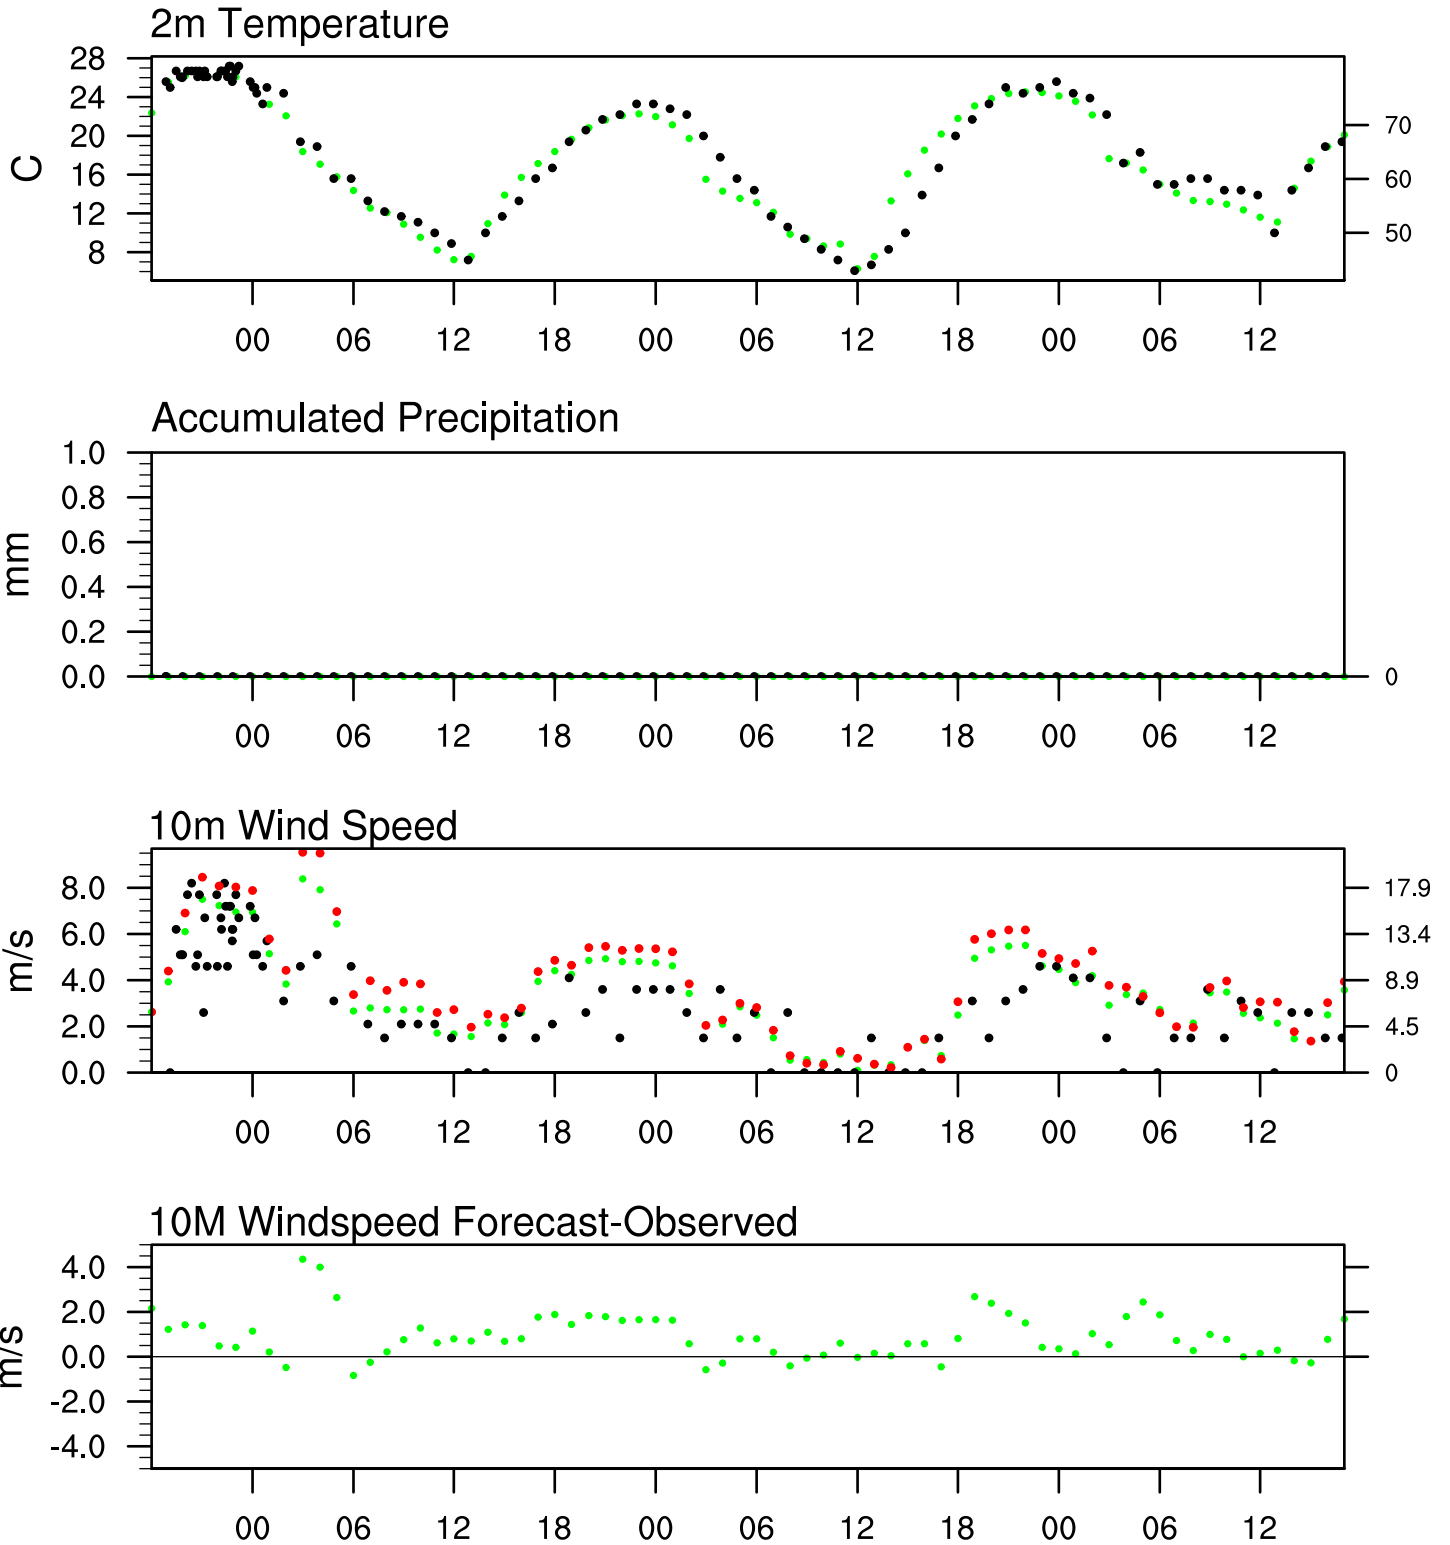 2m Temperature
28
24
20
16
12
8
C
70
60
50
00 06 12 18 00 06 12 18 00 06 12
Accumulated Precipitation
1.0
0.8
0.6
0.4
0.2
0.0
mm
0
00 06 12 18 00 06 12 18 00 06 12
10m Wind Speed
8.0
6.0
4.0
2.0
0.0
m/s
17.9
13.4
8.9
4.5
0
00 06 12 18 00 06 12 18 00 06 12
10M Windspeed Forecast-Observed
4.0
2.0
0.0
-2.0
-4.0
m/s
00 06 12 18 00 06 12 18 00 06 12